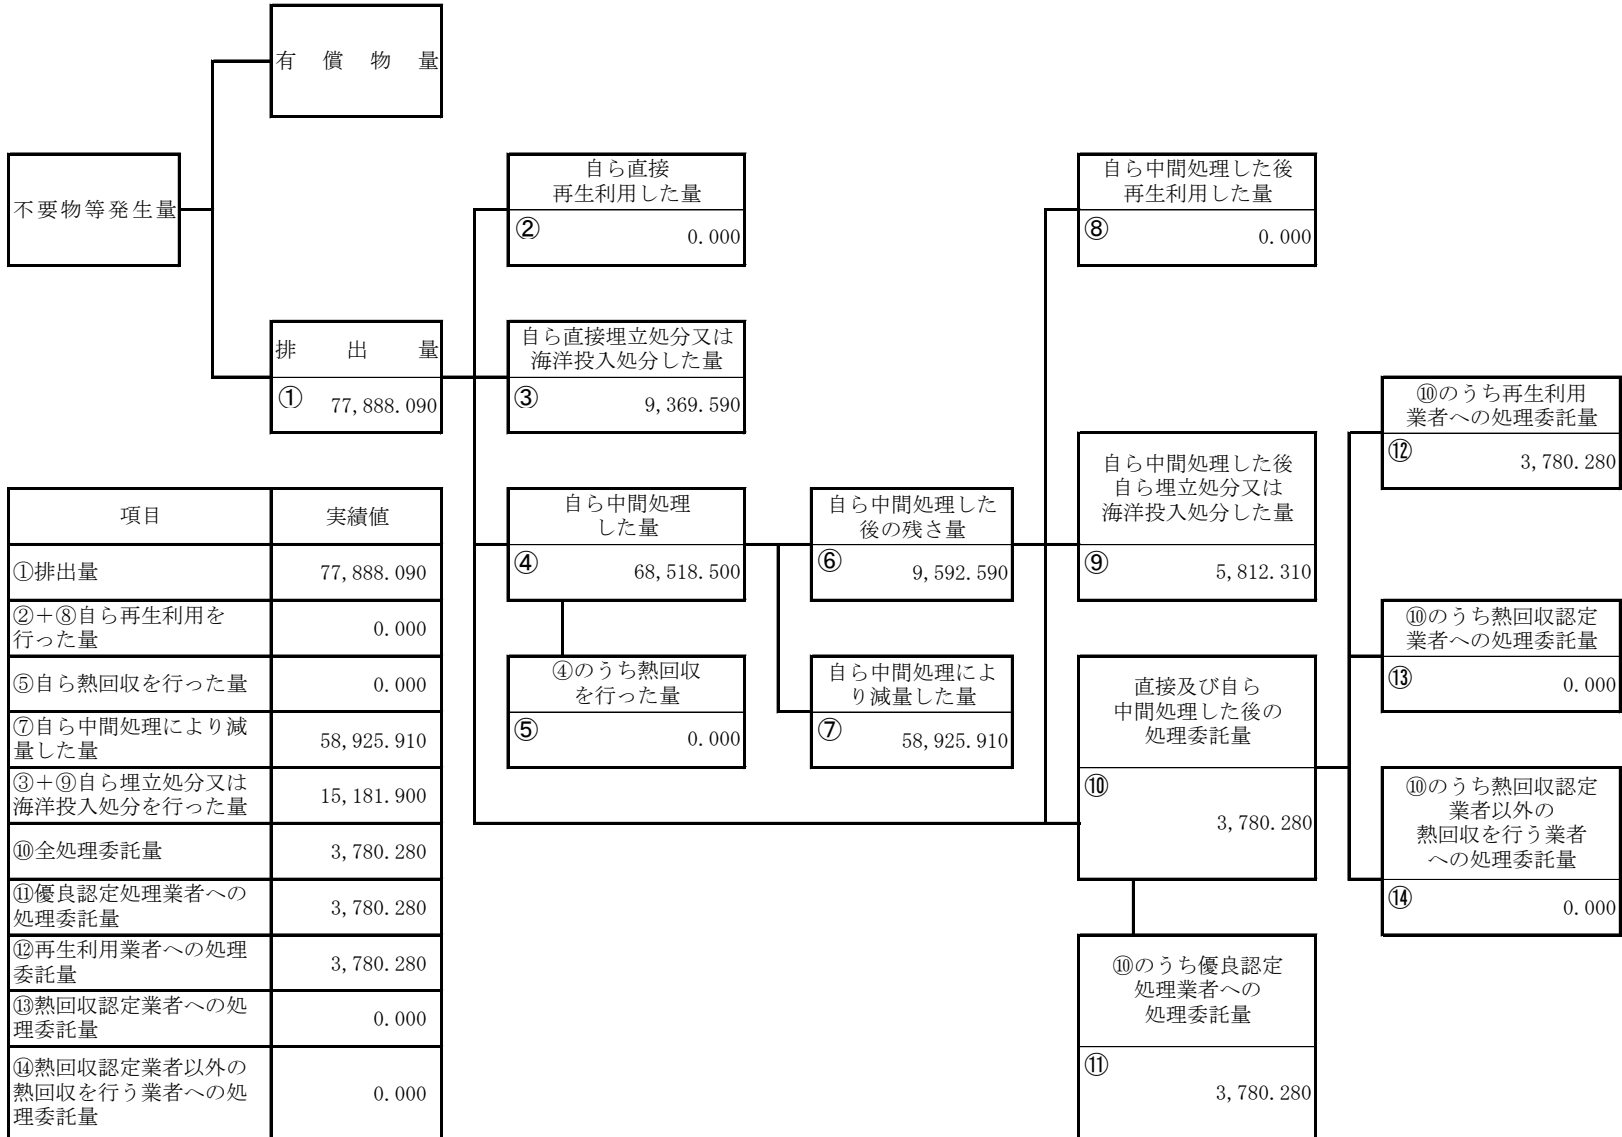 有償物量
不要物等発生量
自ら直接
再生利用した量
② 0.000
自ら中間処理した後
再生利用した量
⑧ 0.000
排出量
① 77,888.090
自ら直接埋立処分又は
海洋投入処分した量
③ 9,369.590
⑩のうち再生利用
業者への処理委託量
⑫ 3,780.280
自ら中間処理した後
自ら埋立処分又は
海洋投入処分した量
⑨ 5,812.310
自ら中間処理
した量
④ 68,518.500
自ら中間処理した
後の残さ量
⑥ 9,592.590
⑩のうち熱回収認定
業者への処理委託量
⑬ 0.000
④のうち熱回収
を行った量
⑤ 0.000
自ら中間処理によ
り減量した量
⑦ 58,925.910
直接及び自ら
中間処理した後の
処理委託量
⑩ 3,780.280
⑩のうち熱回収認定
業者以外の
熱回収を行う業者
への処理委託量
⑭ 0.000
⑩のうち優良認定
処理業者への
処理委託量
⑪ 3,780.280
項目 実績値
①排出量 77,888.090
②+⑧自ら再生利用を
行った量 0.000
⑤自ら熱回収を行った量 0.000
⑦自ら中間処理により減
量した量 58,925.910
③+⑨自ら埋立処分又は
海洋投入処分を行った量 15,181.900
⑩全処理委託量 3,780.280
⑪優良認定処理業者への
処理委託量 3,780.280
⑫再生利用業者への処理
委託量 3,780.280
⑬熱回収認定業者への処
理委託量 0.000
⑭熱回収認定業者以外の
熱回収を行う業者への処
理委託量 0.000